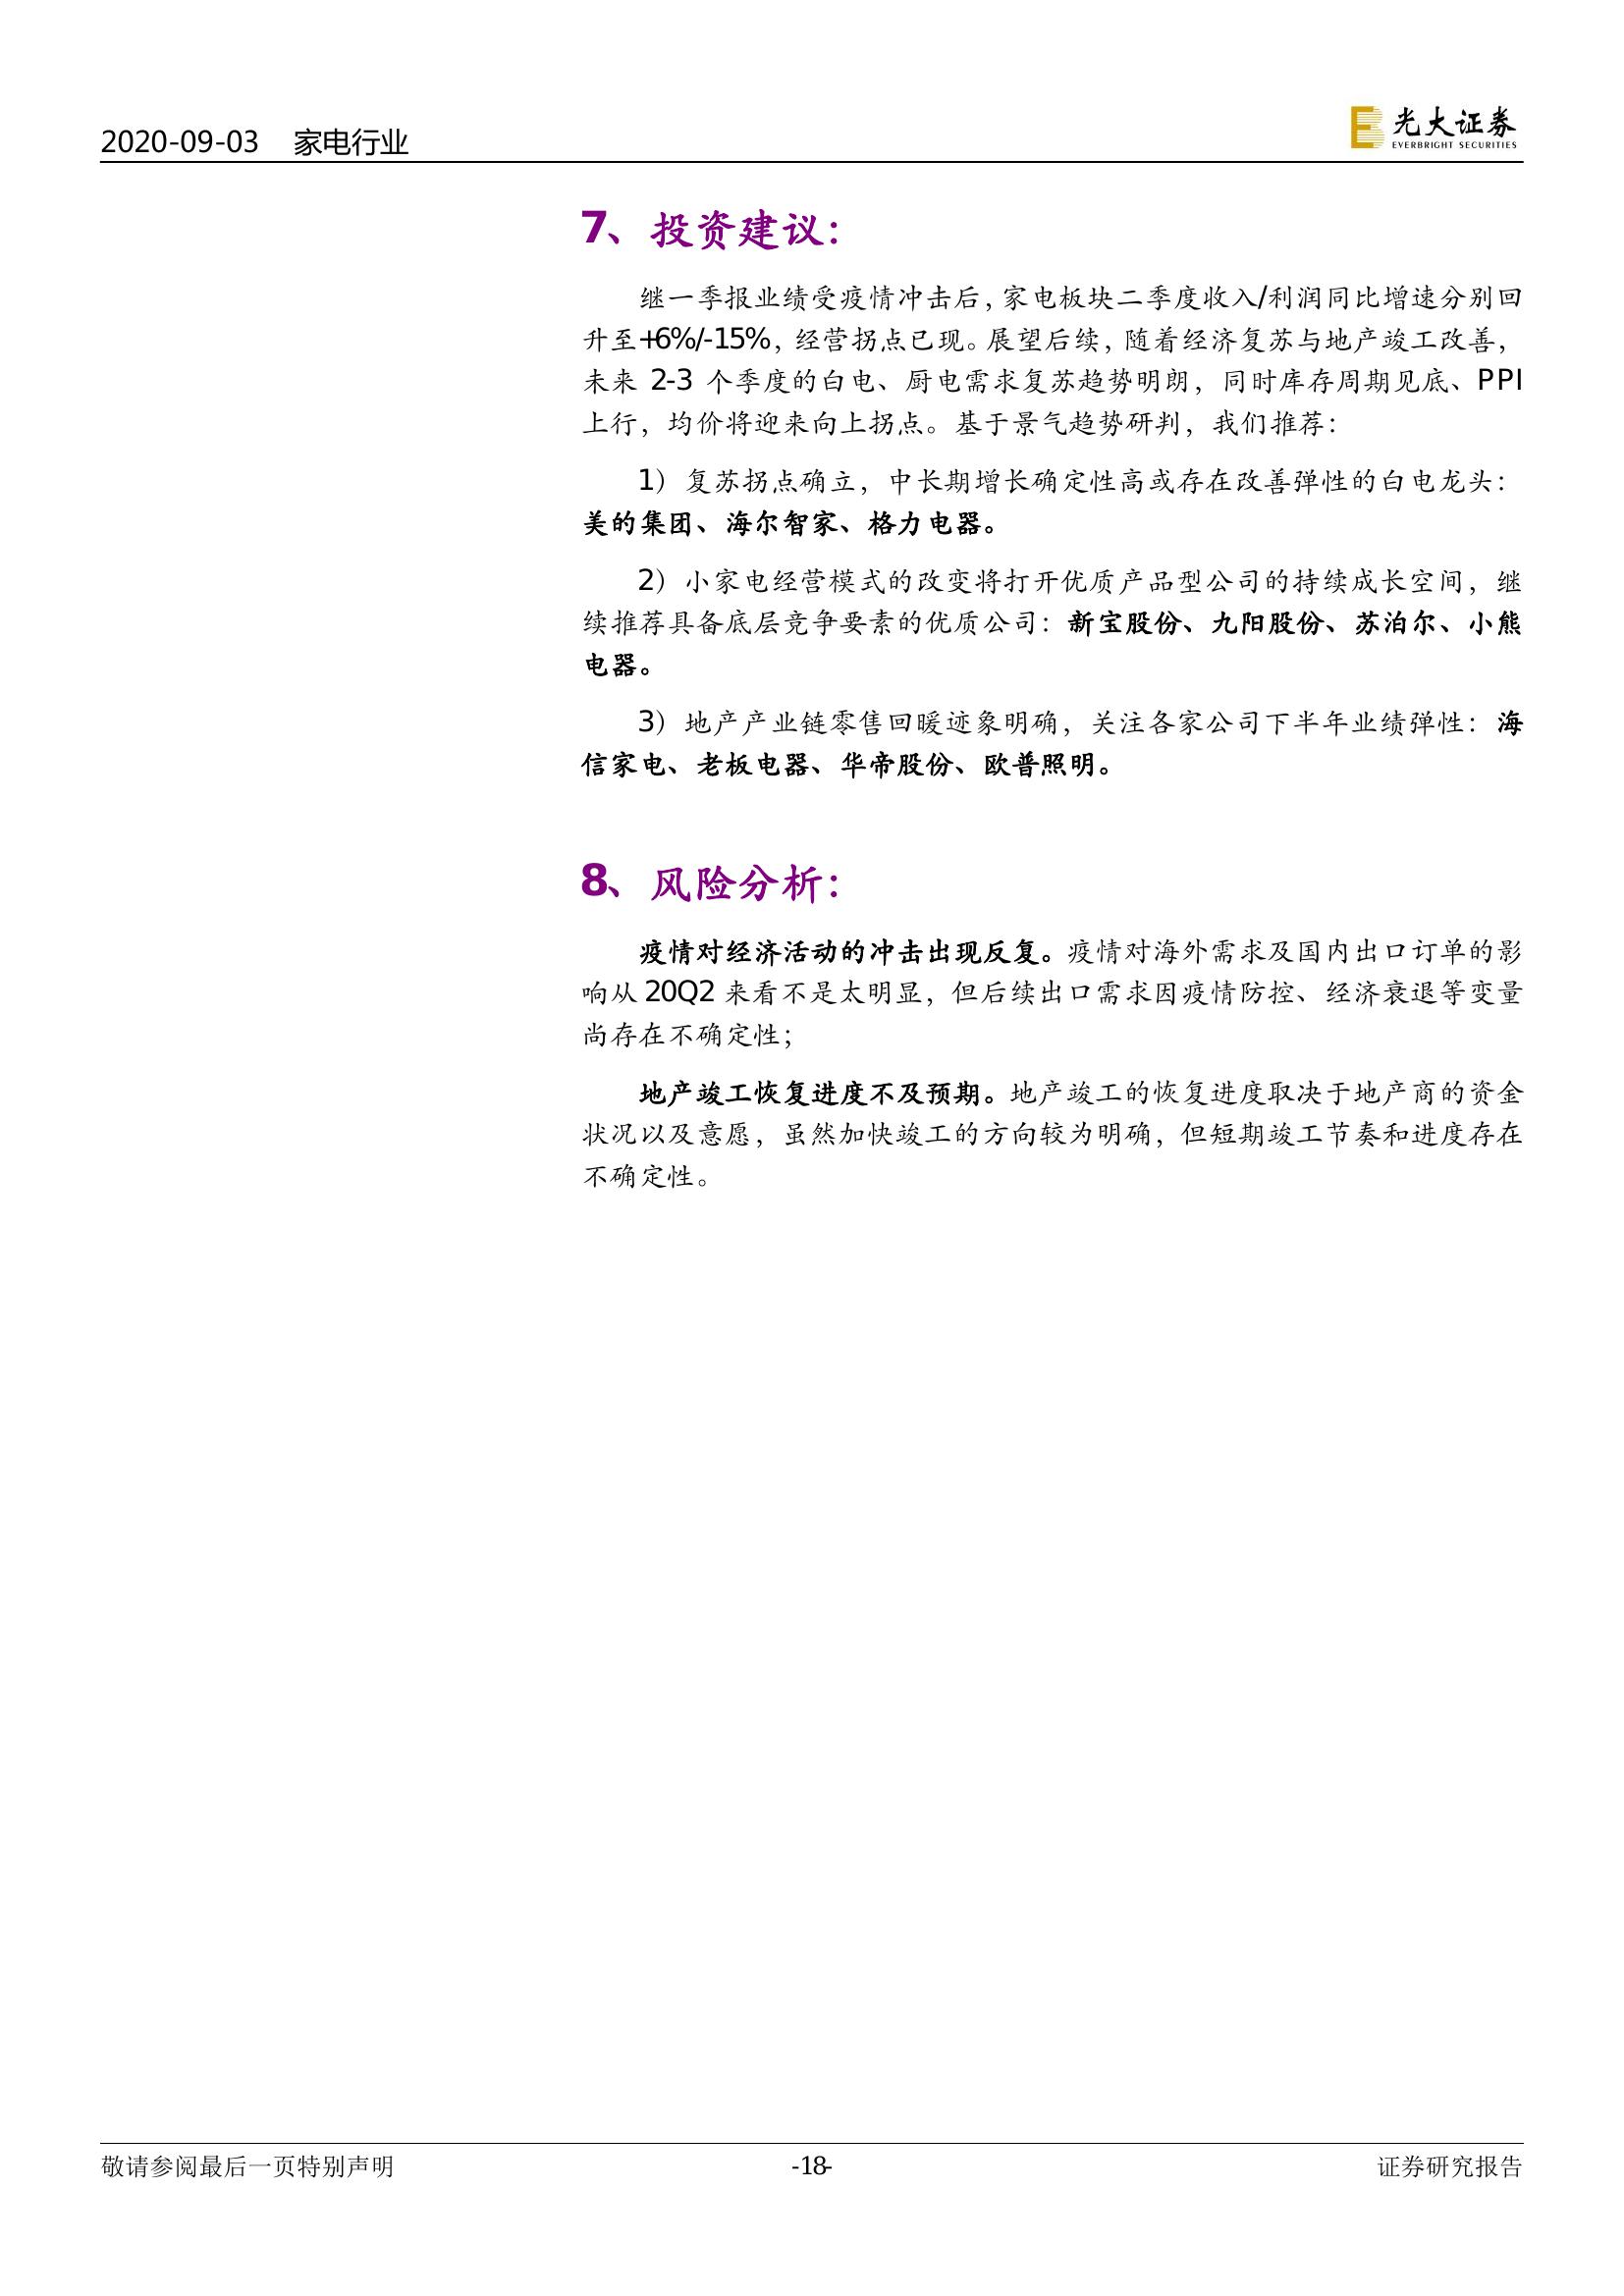 2020-09-03 家电行业
光大证券
EVERBRIGHT SECURITIES
7、投资建议：
继一季报业绩受疫情冲击后，家电板块二季度收入/利润同比增速分别回
升至+6%/-15%，经营拐点已现。展望后续，随着经济复苏与地产竣工改善，
未来 2-3 个季度的白电、厨电需求复苏趋势明朗，同时库存周期见底、PPI
上行，均价将迎来向上拐点。基于景气趋势研判，我们推荐：
1）复苏拐点确立，中长期增长确定性高或存在改善弹性的白电龙头：
美的集团、海尔智家、格力电器。
2）小家电经营模式的改变将打开优质产品型公司的持续成长空间，继
续推荐具备底层竞争要素的优质公司：新宝股份、九阳股份、苏泊尔、小熊
电器。
3）地产产业链零售回暖迹象明确，关注各家公司下半年业绩弹性：海
信家电、老板电器、华帝股份、欧普照明。
8、风险分析：
疫情对经济活动的冲击出现反复。疫情对海外需求及国内出口订单的影
响从 20Q2 来看不是太明显，但后续出口需求因疫情防控、经济衰退等变量
尚存在不确定性；
地产竣工恢复进度不及预期。地产竣工的恢复进度取决于地产商的资金
状况以及意愿，虽然加快竣工的方向较为明确，但短期竣工节奏和进度存在
不确定性。
敬请参阅最后一页特别声明
-18-
证券研究报告